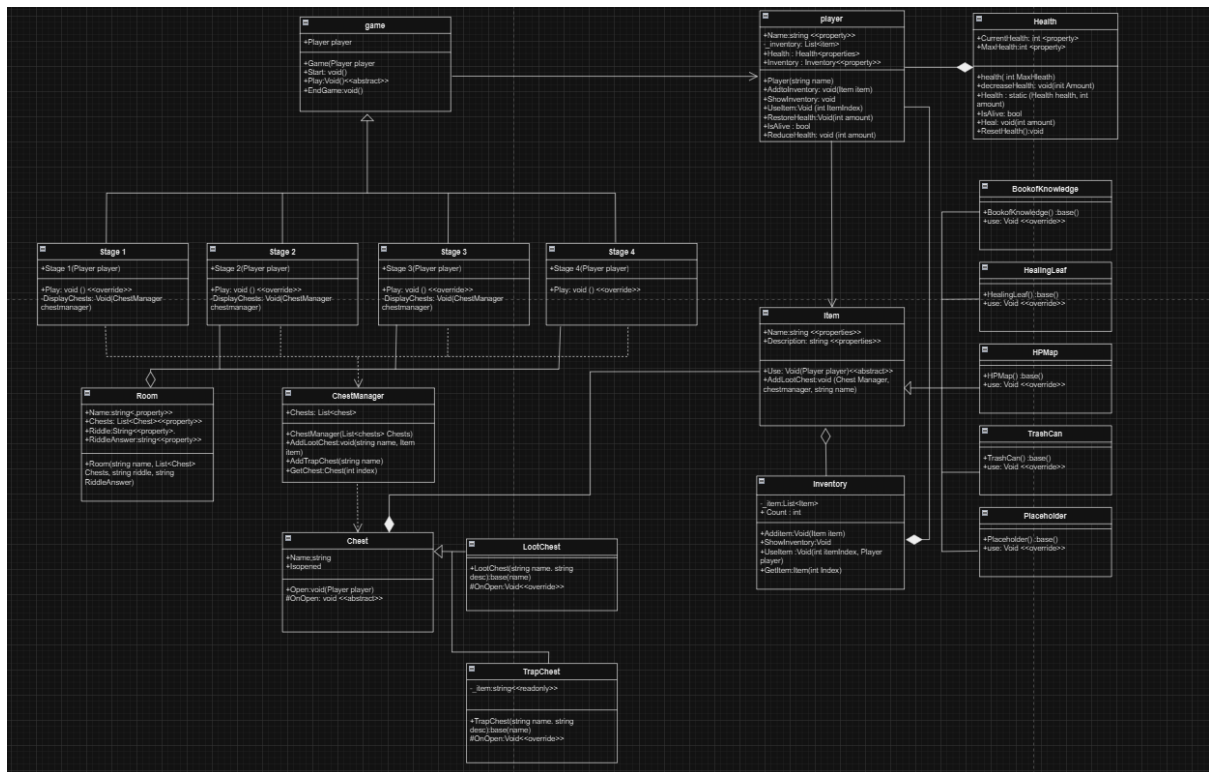 game
+Player player
+Game(Player player
+Start: void()
+Play:Void()<<abstract>>
+EndGame:void()
player
+Name:string <<property>>
-_inventory: List<item>
+Health : Health<properties>
+Inventory : Inventory<<property>>
+Player(string name)
+AddtoInventory: void(Item item)
+ShowInventory: void
+UseItem:Void (int ItemIndex)
+RestoreHealth:Void(int amount)
+IsAlive : bool
+ReduceHealth: void (int amount)
Health
+CurrentHealth: int <property>
+MaxHealth:int <property>
+health( int MaxHleath)
+decreaseHealth: void(init Amount)
+Health : static (Health health, int
amount)
+IsAlive: bool
+Heal: void(int amount)
+ResetHealth():void
Stage 1
+Stage 1(Player player)
+Play: void () <<override>>
-DisplayChests: Void(ChestManager
chestmanager)
Stage 2
+Stage 2(Player player)
+Play: void () <<override>>
-DisplayChests: Void(ChestManager
chestmanager)
Stage 3
+Stage 3(Player player)
+Play: void () <<override>>
-DisplayChests: Void(ChestManager
chestmanager)
Stage 4
+Stage 4(Player player)
+Play: void () <<override>>
BookofKnowledge
+BookofKnowledge() :base()
+use: Void <<override>>
HealingLeaf
+HealingLeaf() :base()
+use: Void <<override>>
HPMap
+HPMap() :base()
+use: Void <<override>>
TrashCan
+TrashCan() :base()
+use: Void <<override>>
Placeholder
+Placeholder() :base()
+use: Void <<override>>
Item
+Name:string <<properties>>
+Description: string <<properties>>
+Use: Void(Player player)<<abstract>>
+AddLootChest:void (Chest Manager,
chestmanager, string name)
Room
+Name:string<,property>>
+Chests: List<Chest><<property>>
+Riddle:String<<property>.
+RiddleAnswer:string<<property>>
+Room(string name, List<Chest>
Chests, string riddle, string
RiddleAnswer)
ChestManager
+Chests: List<chest>
+ChestManager(List<chests> Chests)
+AddLootChest:void(string name, Item
item)
+AddTrapChest(string name)
+GetChest:Chest(int index)
Inventory
-_item:List<Item>
+ Count : int
+Additem:Void(Item item)
+ShowInventory:Void
+UseItem :Void(int itemIndex, Player
player)
+GetItem:Item(int Index)
Chest
+Name;string
+Isopened
+Open:void(Player player)
#OnOpen: void <<abstract>>
LootChest
+LootChest(string name. string
desc):base(name)
#OnOpen:Void<<override>>
TrapChest
-_item:string<<readonly>>
+TrapChest(string name. string
desc):base(name)
#OnOpen:Void<<override>>